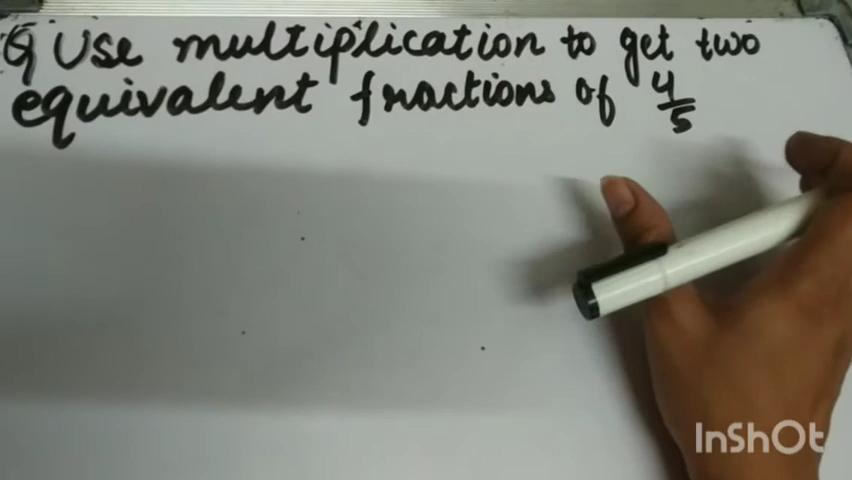 Q Use multiplication to get two
equivalent fractions of 4/5
InShOt